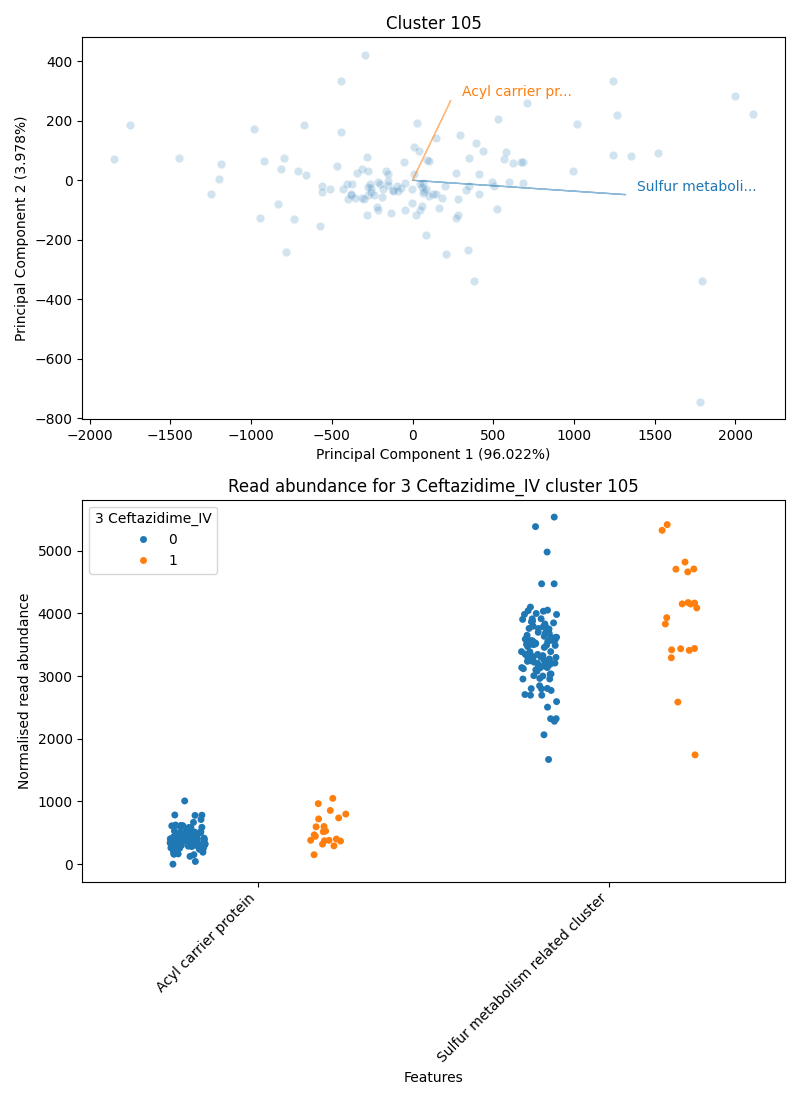 Cluster 105
400
200
0
−200
−400
−600
−800
Principal Component 2 (3.978%)
Acyl carrier pr...
Sulfur metaboli...
−2000
−1500
−1000
−500
0
500
1000
1500
2000
Principal Component 1 (96.022%)
Read abundance for 3 Ceftazidime_IV cluster 105
3 Ceftazidime_IV
0
1
5000
4000
3000
2000
1000
0
Normalised read abundance
Acyl carrier protein
Sulfur metabolism related cluster
Features